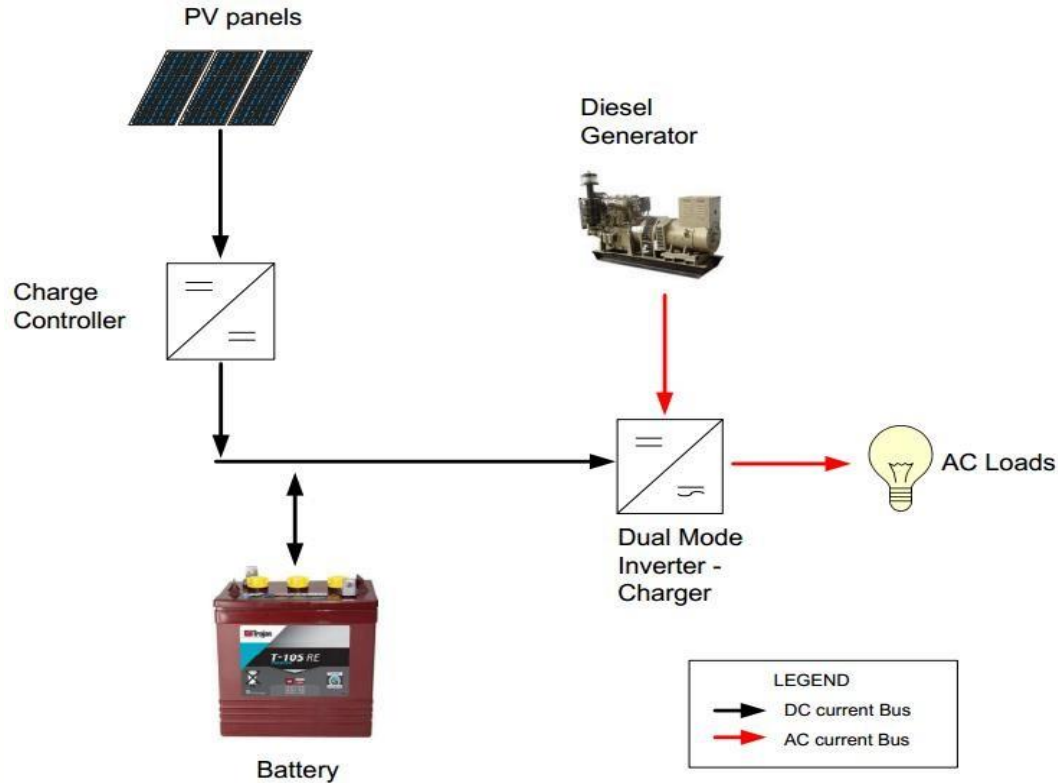 PV panels
Diesel
Generator
Charge
Controller
AC Loads
Dual Mode
Inverter -
Charger
Trojan
T-105 RE
LEGEND
DC current Bus
AC current Bus
Battery